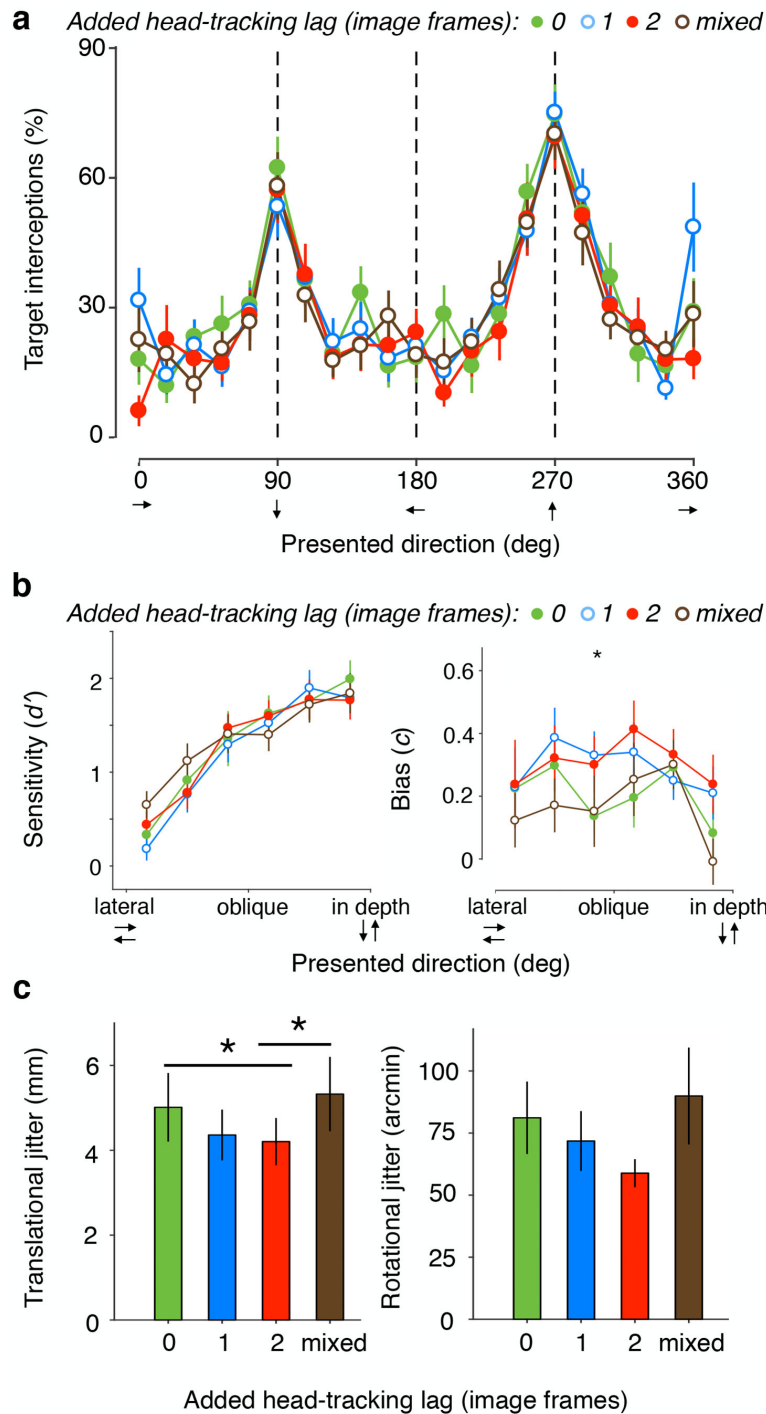 a
Added head-tracking lag (image frames): 0 1 2 mixed
90
60
30
0
Target interceptions (%)
0 90 180 270 360
→ ↓ ← ↑ →
Presented direction (deg)
b
Added head-tracking lag (image frames): 0 1 2 mixed
2
1
0
Sensitivity (d')
lateral oblique in depth
*
0.6
0.4
0.2
0
Bias (c)
lateral oblique in depth
Presented direction (deg)
c
* *
6
4
2
0
Translational jitter (mm)
0 1 2 mixed
100
75
50
25
0
Rotational jitter (arcmin)
0 1 2 mixed
Added head-tracking lag (image frames)